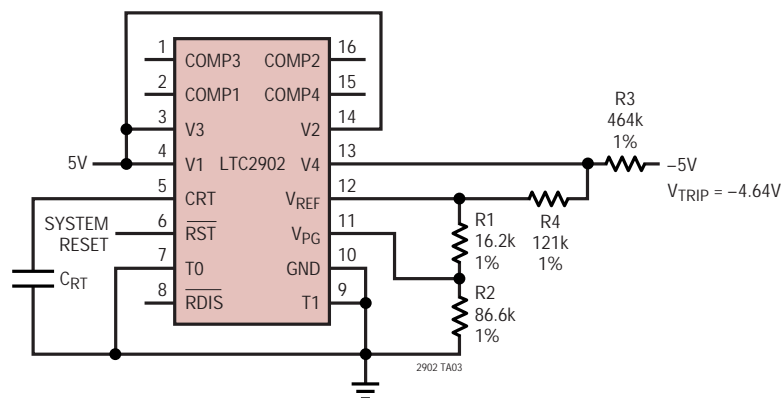 1 COMP3 COMP2 16
2 COMP1 COMP4 15
3 V3 V2 14
5V 4 V1 LTC2902 V4 13
5 CRT VREF 12
SYSTEM RESET 6 RST VPG 11
7 T0 GND 10
8 RDIS T1 9
CRT
R3
464k
1%
–5V
VTRIP = –4.64V
R4
121k
1%
R1
16.2k
1%
R2
86.6k
1%
2902 TA03